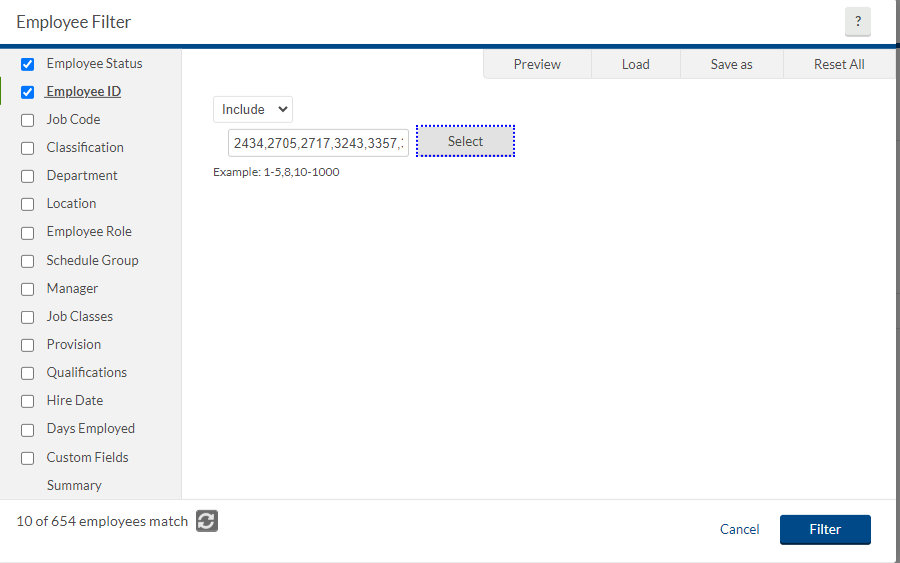 Employee Filter
?
Employee Status
Employee ID
Job Code
Classification
Department
Location
Employee Role
Schedule Group
Manager
Job Classes
Provision
Qualifications
Hire Date
Days Employed
Custom Fields
Summary
Preview Load Save as Reset All
Include
2434,2705,2717,3243,3357, Select
Example: 1-5,8,10-1000
10 of 654 employees match
Cancel Filter